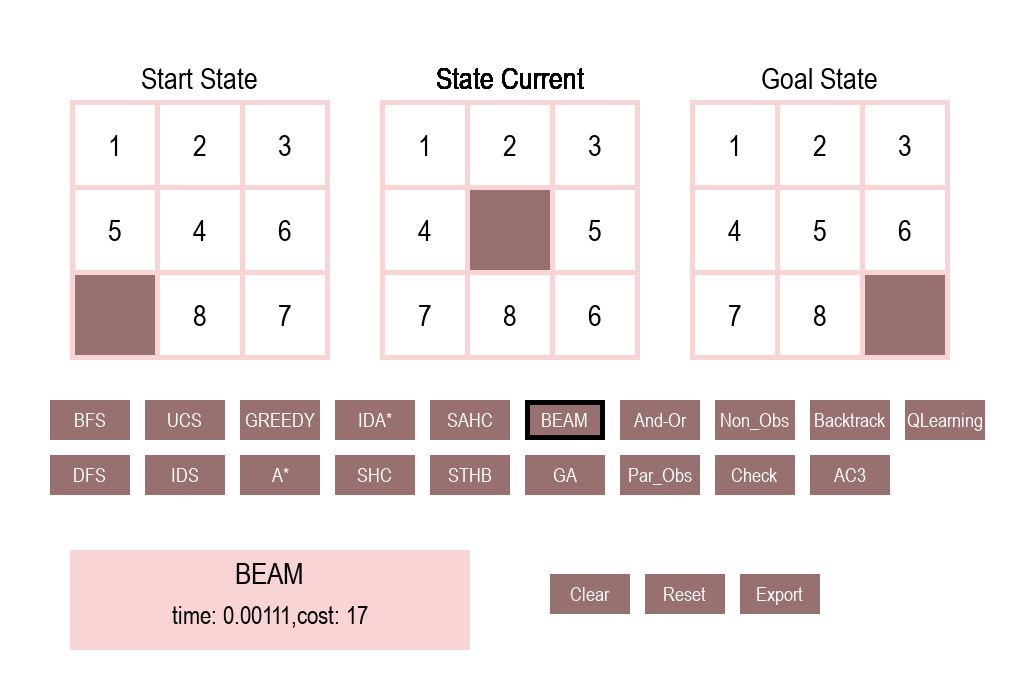 Start State State Current Goal State
1 2 3 1 2 3 1 2 3
5 4 6 4 5 4 5 6
8 7 7 8 6 7 8
BFS UCS GREEDY IDA* SAHC BEAM And-Or Non_Obs Backtrack QLearning
DFS IDS A* SHC STHB GA Par_Obs Check AC3
BEAM
time: 0.00111,cost: 17
Clear Reset Export